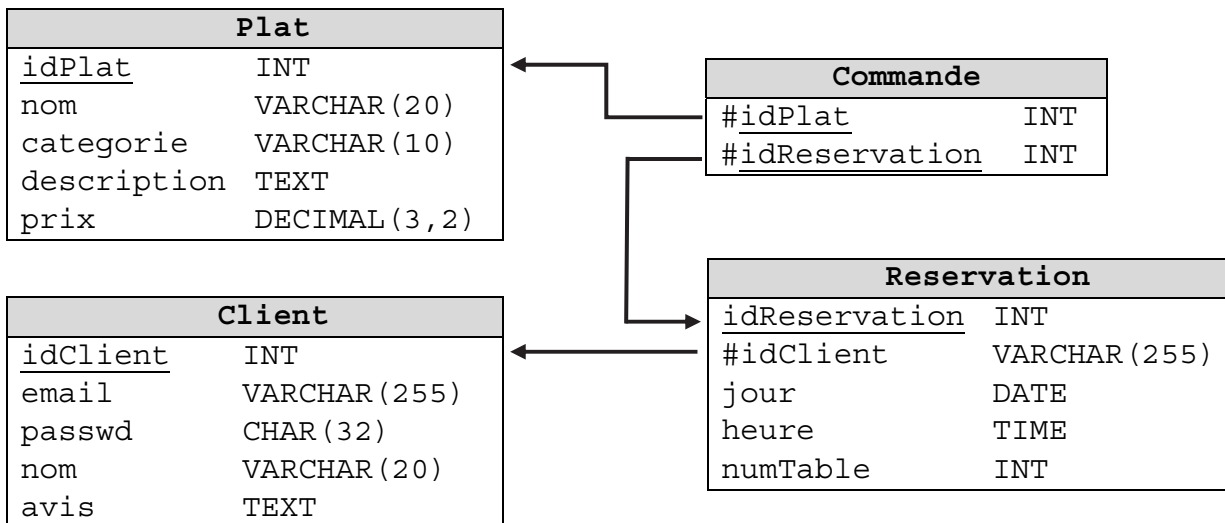 Plat
idPlat INT
nom VARCHAR(20)
categorie VARCHAR(10)
description TEXT
prix DECIMAL(3,2)
Commande
#idPlat INT
#idReservation INT
Client
idClient INT
email VARCHAR(255)
passwd CHAR(32)
nom VARCHAR(20)
avis TEXT
Reservation
idReservation INT
#idClient VARCHAR(255)
jour DATE
heure TIME
numTable INT